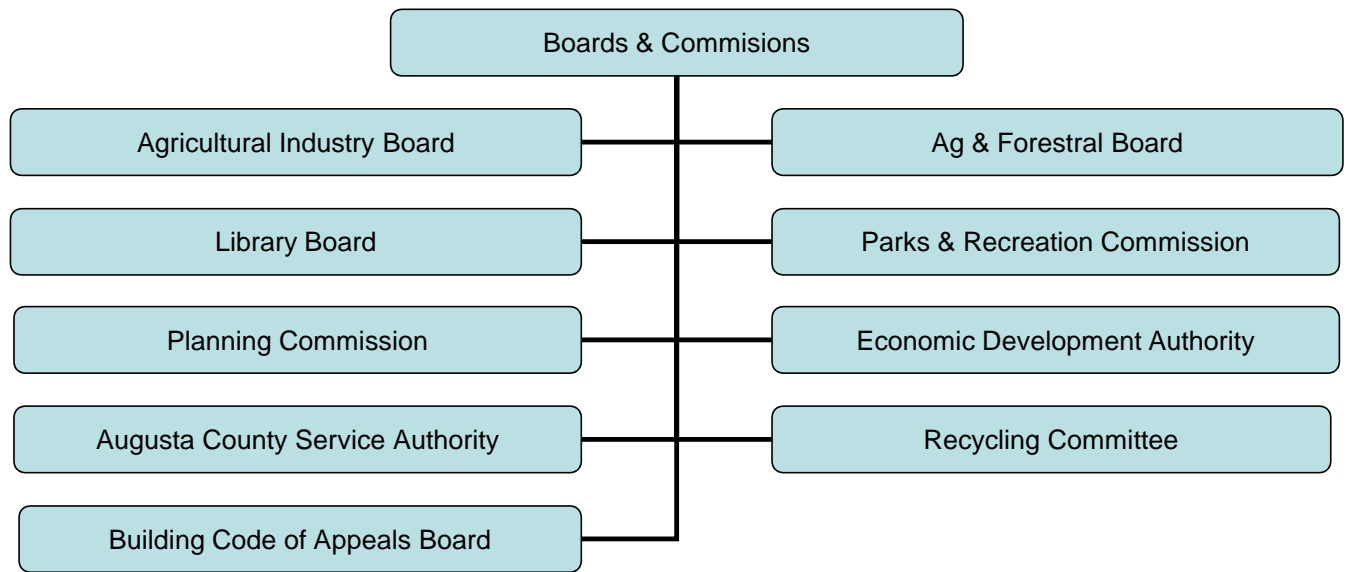 Boards & Commisions
Agricultural Industry Board
Ag & Forestral Board
Library Board
Parks & Recreation Commission
Planning Commission
Economic Development Authority
Augusta County Service Authority
Recycling Committee
Building Code of Appeals Board